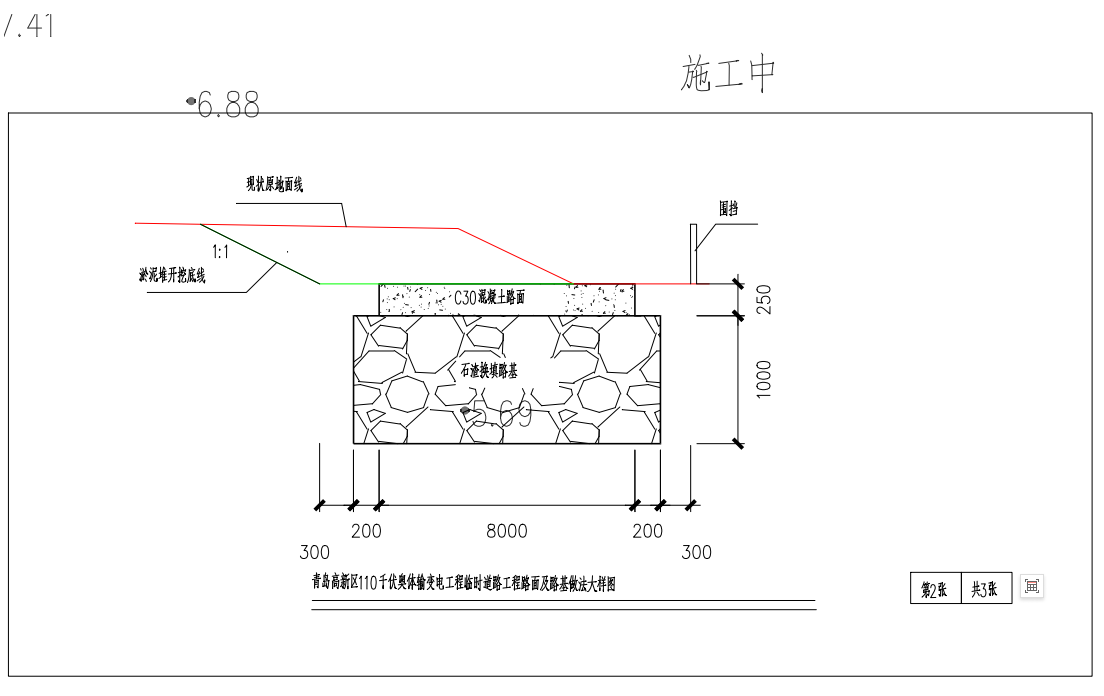 7.41
施工中
6.88
现状原地面线
围挡
1:1
淤泥堆开挖底线
C30混凝土路面
250
石渣换填路基
1000
5.69
200
8000
200
300
300
青岛高新区110千伏奥体输变电工程临时道路工程路面及路基做法大样图
第2张
共3张